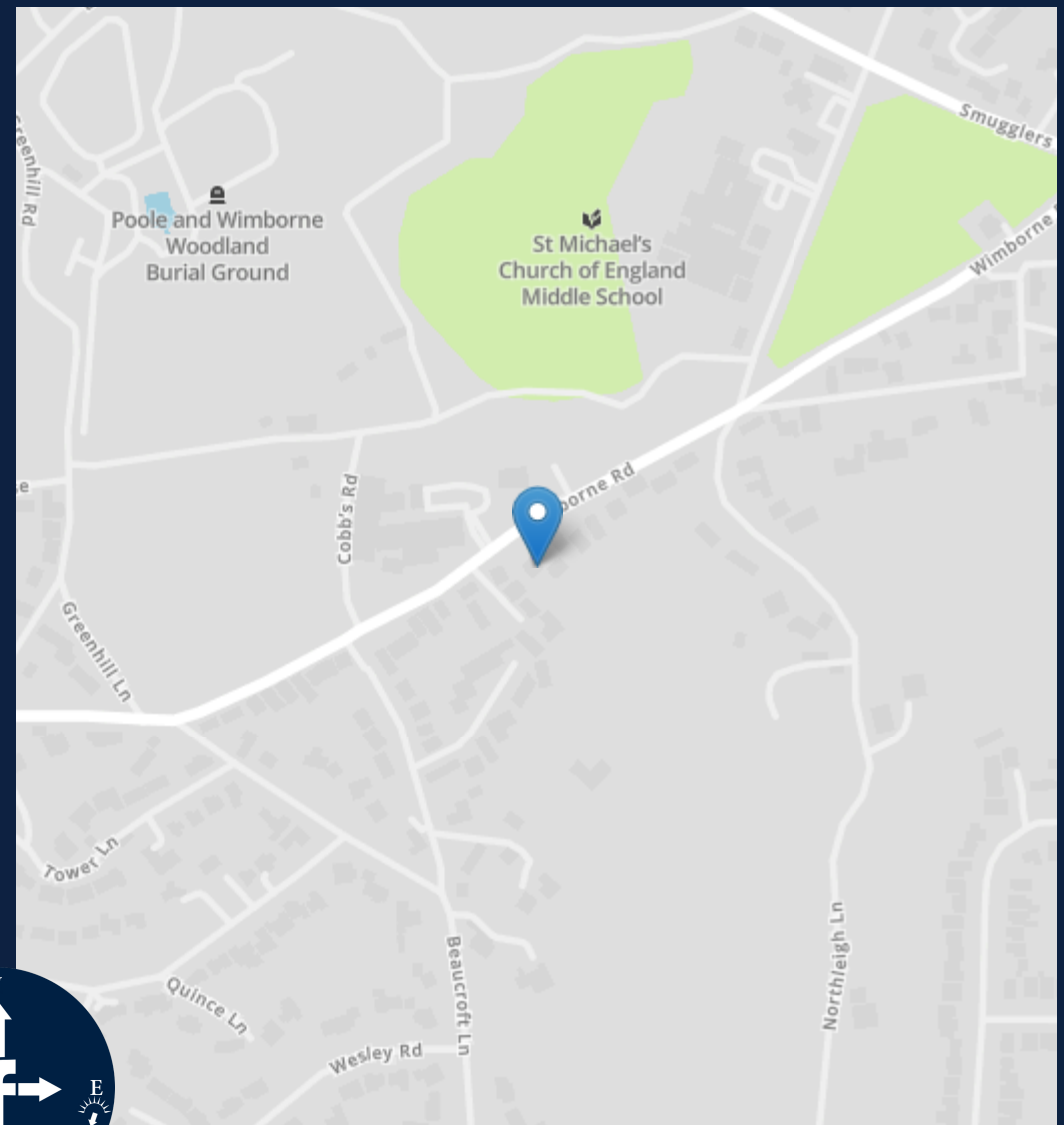 Smugglers
Greenhill Rd
Poole and Wimborne
Woodland
Burial Ground
St Michael's
Church of England
Middle School
Wimborne
borne Rd
Cobb's Rd
Greenhill Ln
Tower Ln
Quince Ln
Beaucroft Ln
Northleigh Ln
Wesley Rd
E